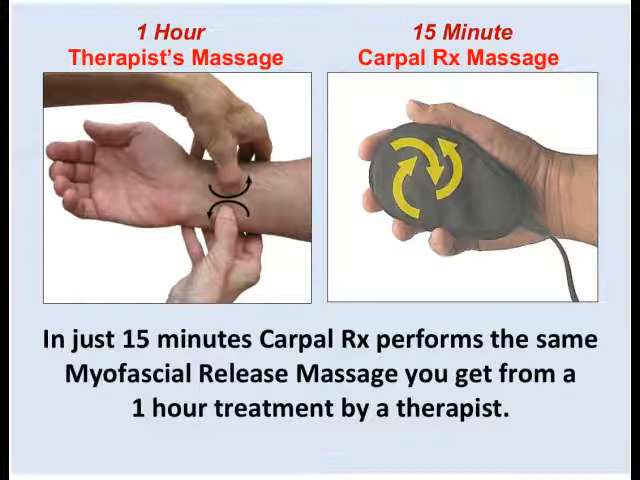 1 Hour
Therapist's Massage
15 Minute
Carpal Rx Massage
In just 15 minutes Carpal Rx performs the same
Myofascial Release Massage you get from a
1 hour treatment by a therapist.